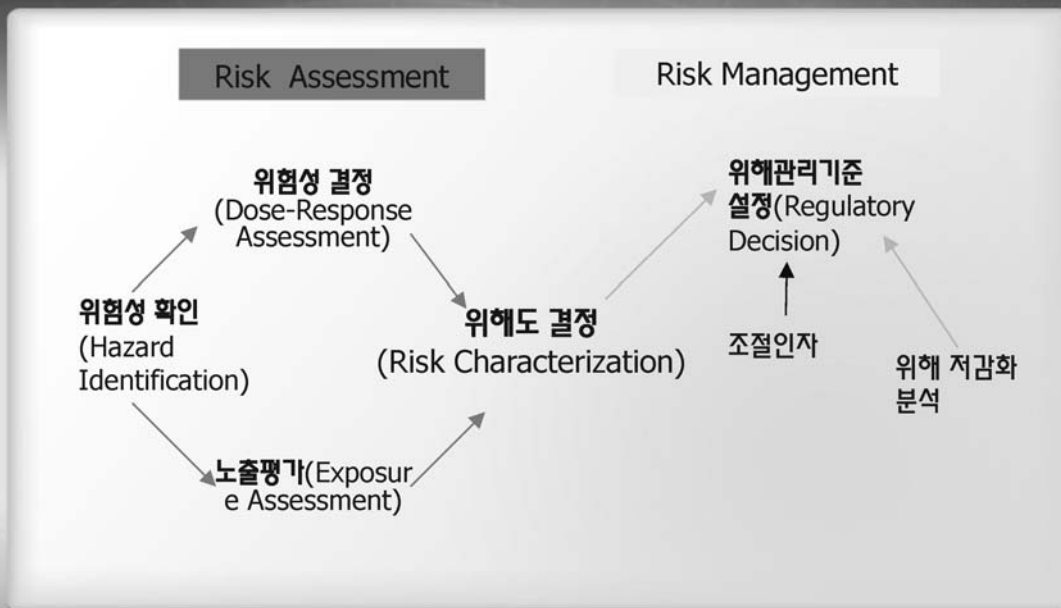 Risk Assessment
Risk Management
위험성 결정
(Dose-Response
Assessment)
위험성 확인
(Hazard
Identification)
노출평가(Exposur
e Assessment)
위해도 결정
(Risk Characterization)
위해관리기준
설정(Regulatory
Decision)
조절인자
위해 저감화
분석